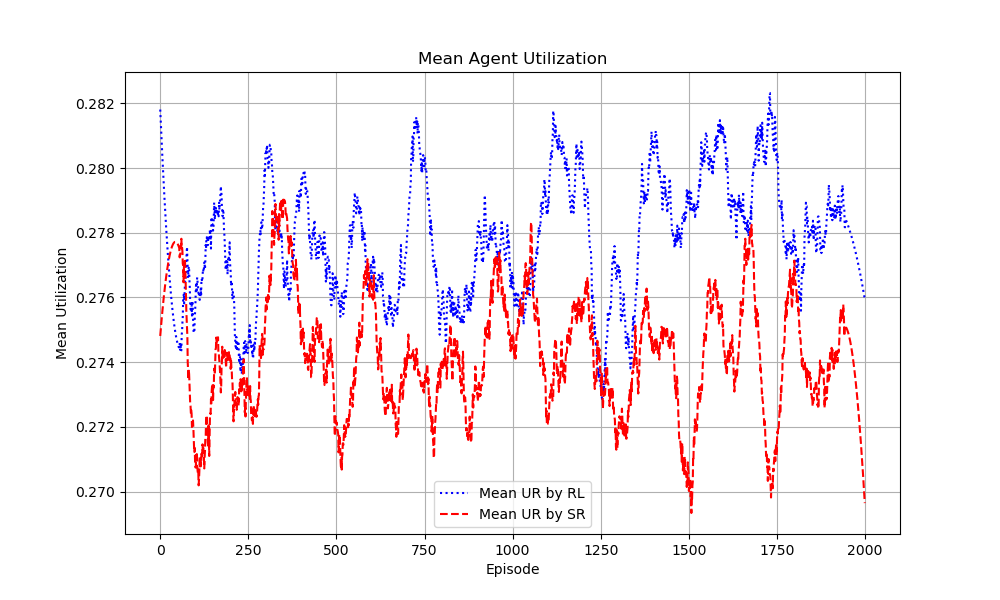 Mean Agent Utilization
Mean Utilization
0.282
0.280
0.278
0.276
0.274
0.272
0.270
Mean UR by RL
Mean UR by SR
0 250 500 750 1000 1250 1500 1750 2000
Episode